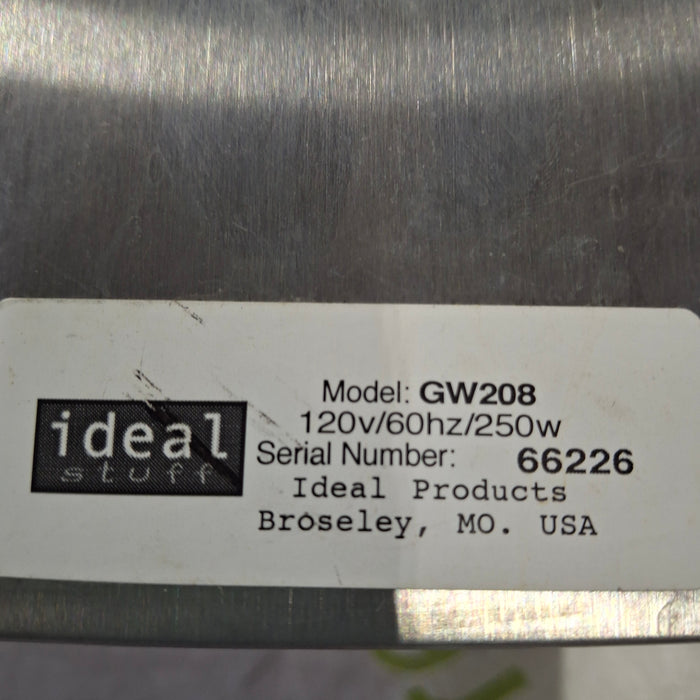 ideal
stuff
Model: GW208
120v/60hz/250w
Serial Number: 66226
Ideal Products
Broseley, MO. USA